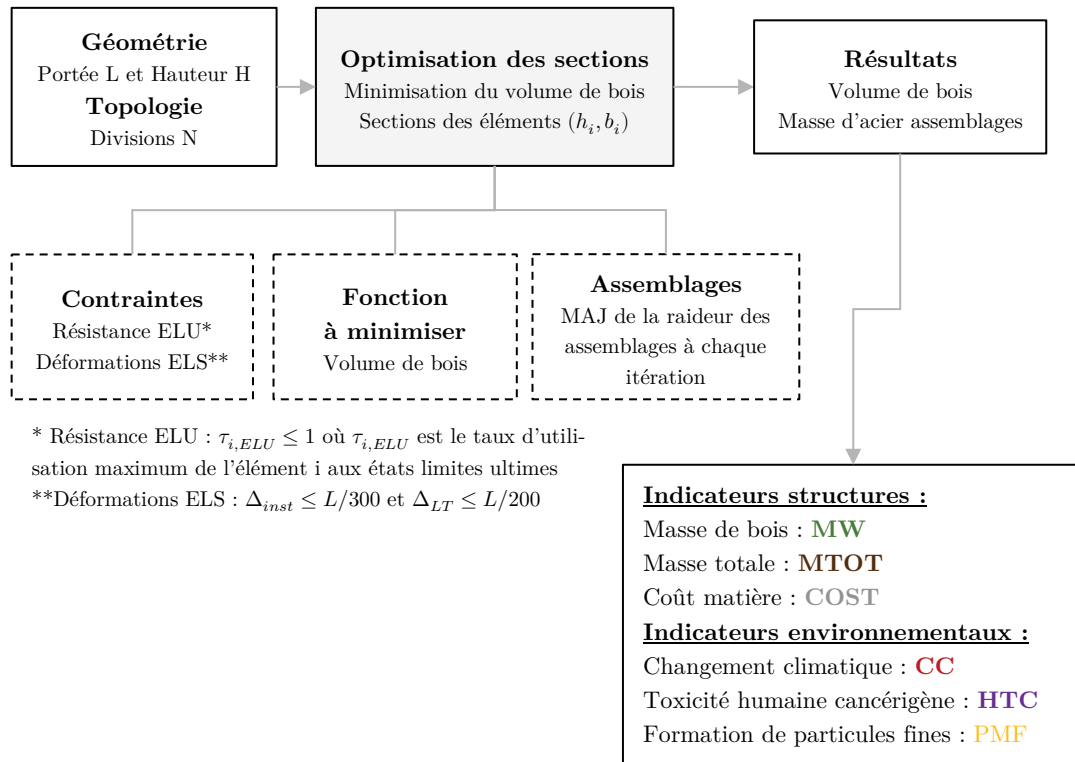 Géométrie
Portée L et Hauteur H
Topologie
Divisions N
Optimisation des sections
Minimisation du volume de bois
Sections des éléments (h_i, b_i)
Résultats
Volume de bois
Masse d'acier assemblages
Contraintes
Résistance ELU*
Déformations ELS**
Fonction
à minimiser
Volume de bois
Assemblages
MAJ de la raideur des
assemblages à chaque
itération
* Résistance ELU : τ_{i,ELU} ≤ 1 où τ_{i,ELU} est le taux d'utili-
sation maximum de l'élément i aux états limites ultimes
**Déformations ELS : Δ_{inst} ≤ L/300 et Δ_{LT} ≤ L/200
Indicateurs structures :
Masse de bois : MW
Masse totale : MTOT
Coût matière : COST
Indicateurs environnementaux :
Changement climatique : CC
Toxicité humaine cancérigène : HTC
Formation de particules fines : PMF